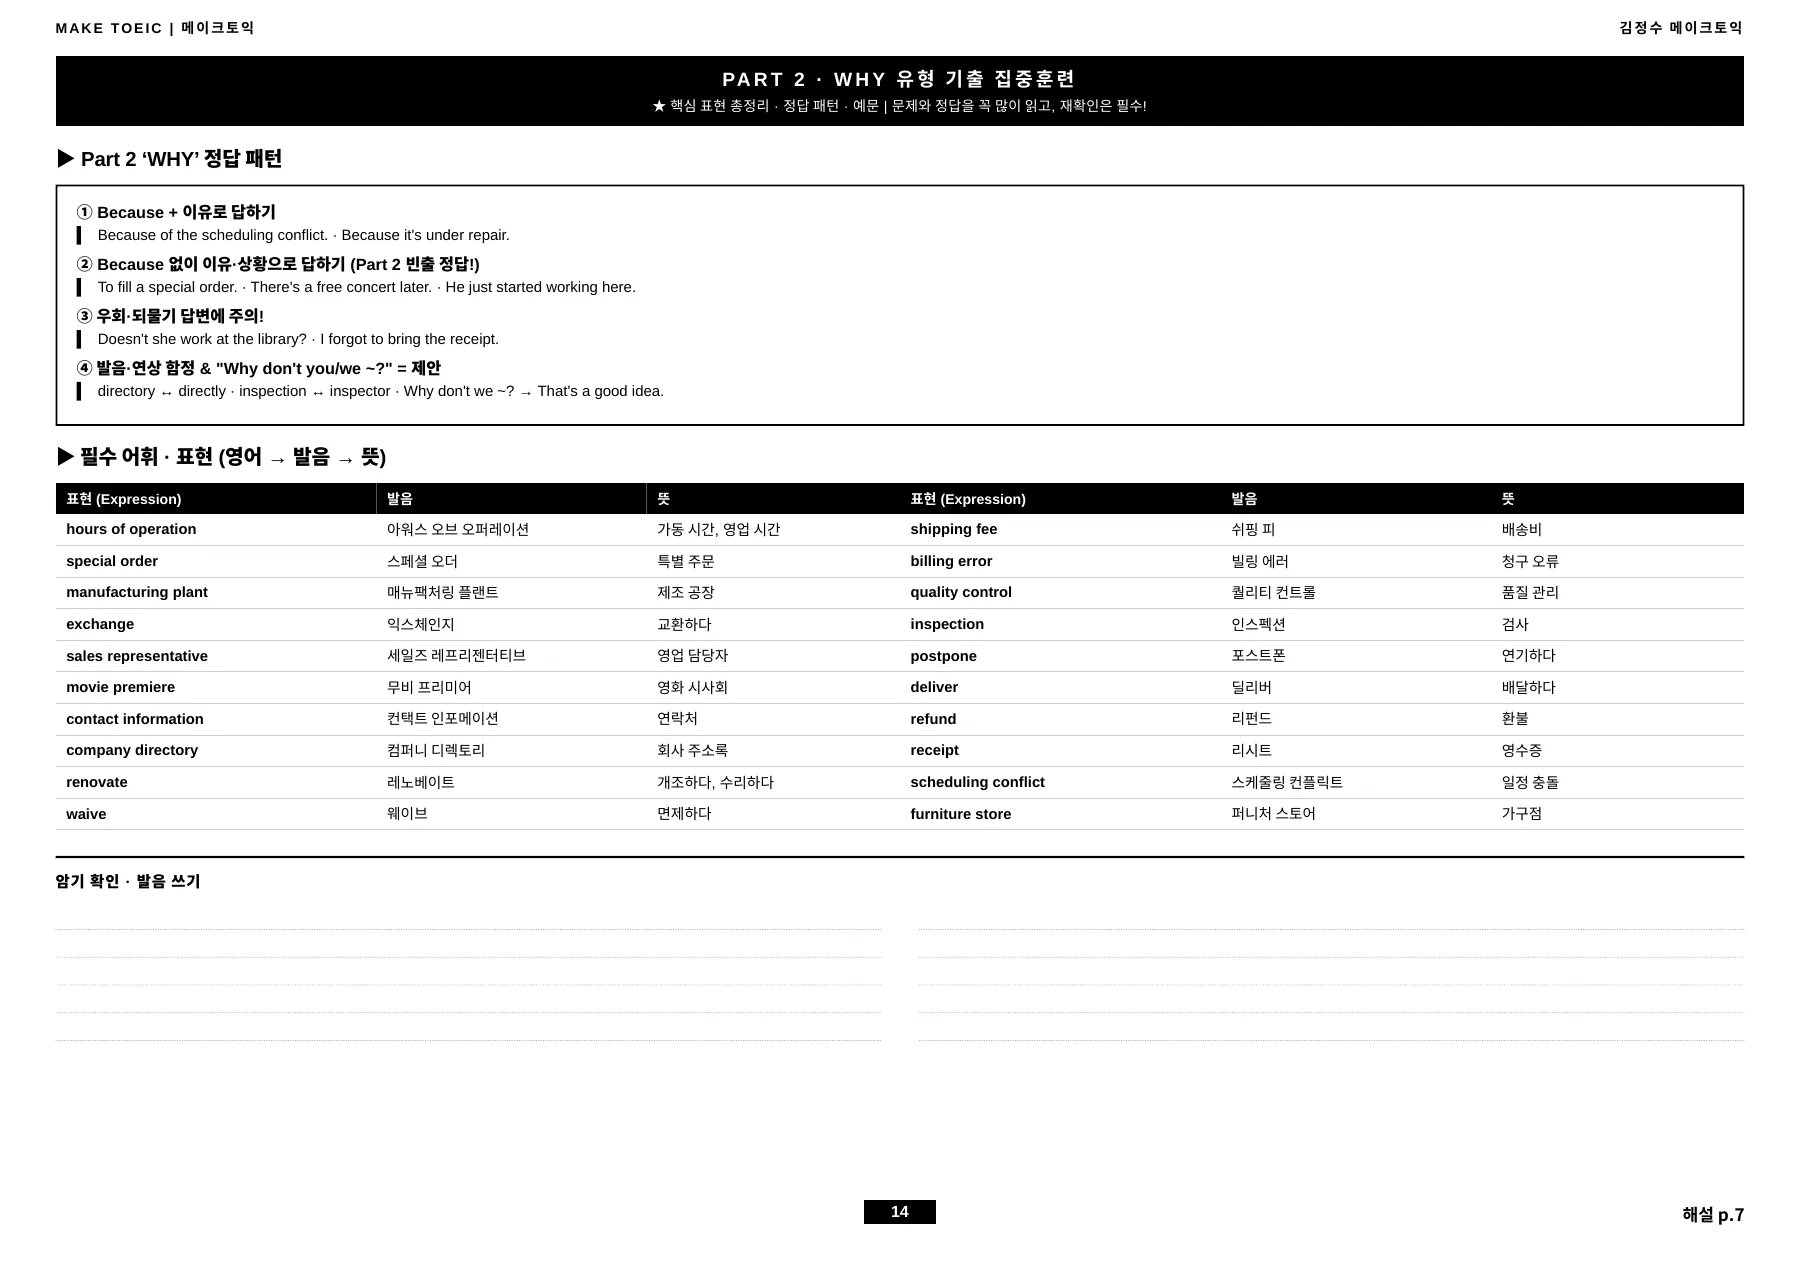 MAKE TOEIC | 메이크토익
김정수 메이크토익
PART 2 · WHY 유형 기출 집중훈련
★ 핵심 표현 총정리 · 정답 패턴 · 예문 | 문제와 정답을 꼭 많이 읽고, 재확인은 필수!
▶ Part 2 ‘WHY’ 정답 패턴
① Because + 이유로 답하기
Because of the scheduling conflict. · Because it's under repair.
② Because 없이 이유·상황으로 답하기 (Part 2 빈출 정답!)
To fill a special order. · There's a free concert later. · He just started working here.
③ 우회·되물기 답변에 주의!
Doesn't she work at the library? · I forgot to bring the receipt.
④ 발음·연상 함정 & "Why don't you/we ~?" = 제안
directory ↔ directly · inspection ↔ inspector · Why don't we ~? → That's a good idea.
▶ 필수 어휘 · 표현 (영어 → 발음 → 뜻)
표현 (Expression) 발음 뜻 표현 (Expression) 발음 뜻
hours of operation 아워스 오브 오퍼레이션 가동 시간, 영업 시간 shipping fee 쉬핑 피 배송비
special order 스페셜 오더 특별 주문 billing error 빌링 에러 청구 오류
manufacturing plant 매뉴팩처링 플랜트 제조 공장 quality control 퀄리티 컨트롤 품질 관리
exchange 익스체인지 교환하다 inspection 인스펙션 검사
sales representative 세일즈 레프리젠터티브 영업 담당자 postpone 포스트폰 연기하다
movie premiere 무비 프리미어 영화 시사회 deliver 딜리버 배달하다
contact information 컨택트 인포메이션 연락처 refund 리펀드 환불
company directory 컴퍼니 디렉토리 회사 주소록 receipt 리시트 영수증
renovate 레노베이트 개조하다, 수리하다 scheduling conflict 스케줄링 컨플릭트 일정 충돌
waive 웨이브 면제하다 furniture store 퍼니처 스토어 가구점
암기 확인 · 발음 쓰기
14
해설 p.7